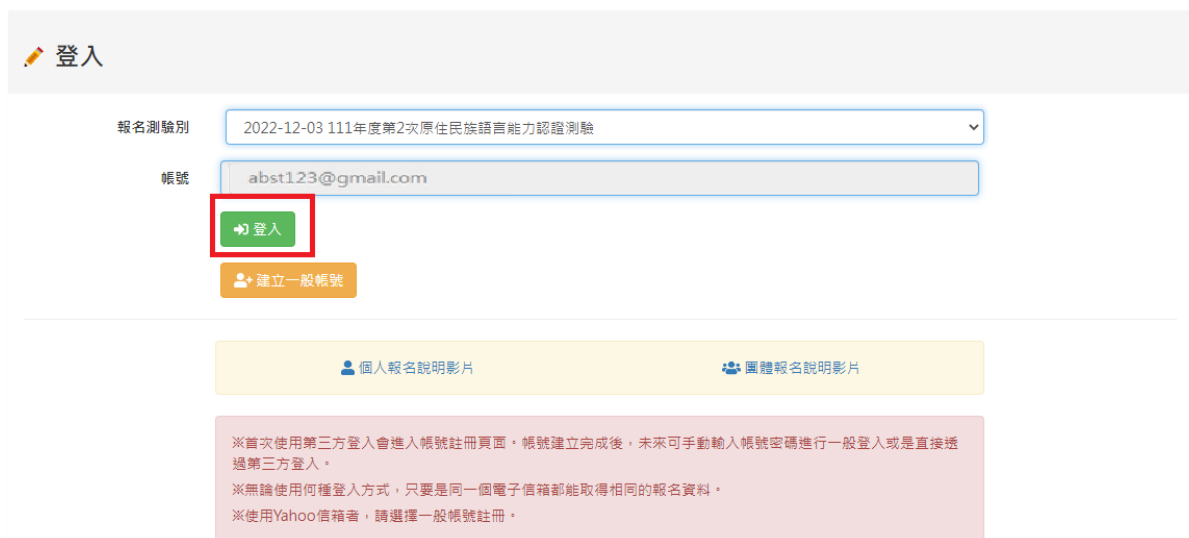 登入
報名測驗別 2022-12-03 111年度第2次原住民族語言能力認證測驗
帳號 abst123@gmail.com
登入
建立一般帳號
個人報名說明影片 團體報名說明影片
※首次使用第三方登入會進入帳號註冊頁面。帳號建立完成後，未來可手動輸入帳號密碼進行一般登入或是直接透
過第三方登入。
※無論使用何種登入方式，只要是同一個電子信箱都能取得相同的報名資料。
※使用Yahoo信箱者，請選擇一般帳號註冊。